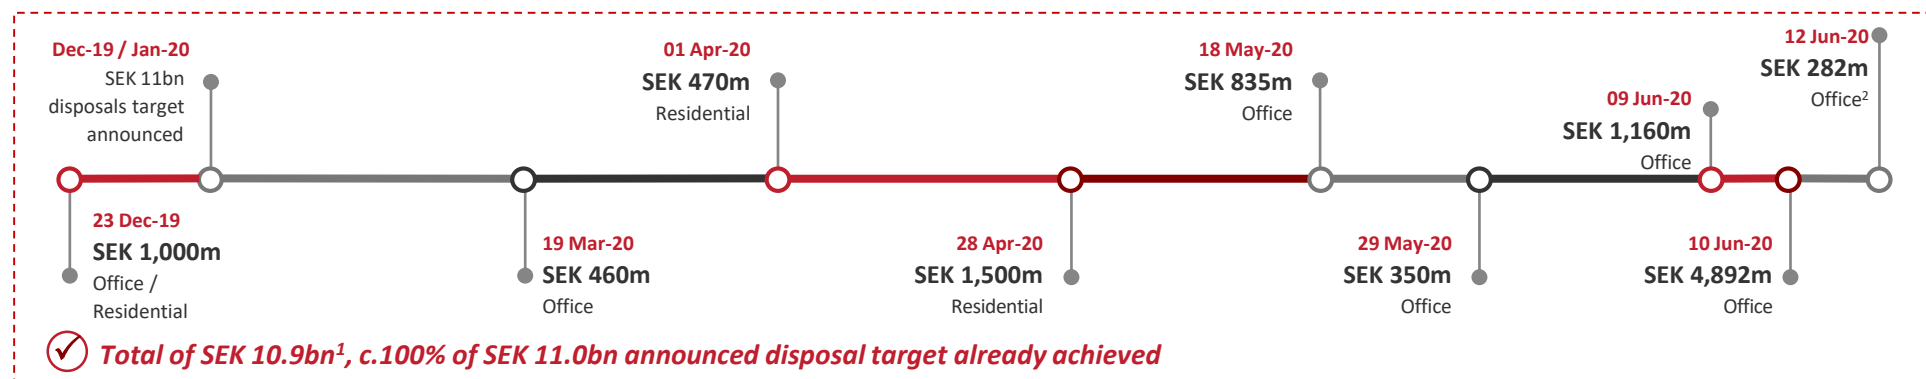 Dec-19 / Jan-20
SEK 11bn
disposals target
announced
01 Apr-20
SEK 470m
Residential
18 May-20
SEK 835m
Office
09 Jun-20
SEK 1,160m
Office
12 Jun-20
SEK 282m
Office²
23 Dec-19
SEK 1,000m
Office /
Residential
19 Mar-20
SEK 460m
Office
28 Apr-20
SEK 1,500m
Residential
29 May-20
SEK 350m
Office
10 Jun-20
SEK 4,892m
Office
Total of SEK 10.9bn¹, c.100% of SEK 11.0bn announced disposal target already achieved